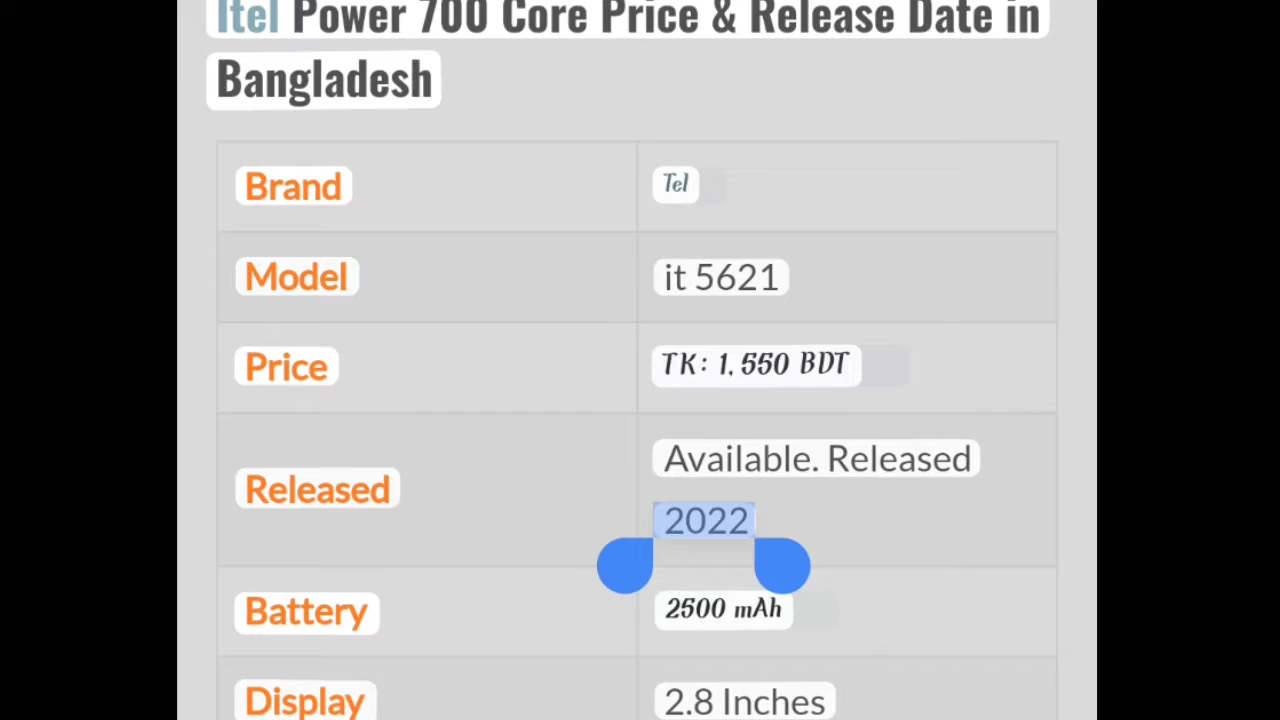 Itel Power 700 Core Price & Release Date in
Bangladesh
Brand
Tel
Model
it 5621
Price
TK: 1,550 BDT
Released
Available. Released
2022
Battery
2500 mAh
Display
2.8 Inches